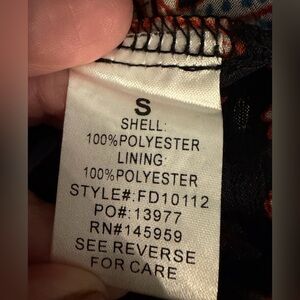 S
SHELL:
100%POLYESTER
LINING:
100%POLYESTER
STYLE#:FD10112
PO#:13977
RN#145959
SEE REVERSE
FOR CARE